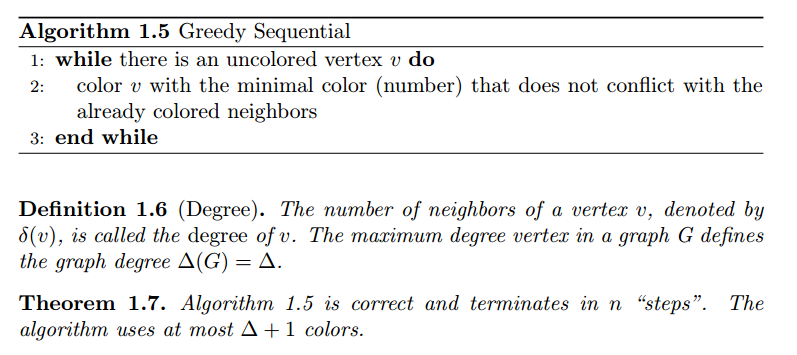 Algorithm 1.5 Greedy Sequential
1: while there is an uncolored vertex v do
2: color v with the minimal color (number) that does not conflict with the
already colored neighbors
3: end while
Definition 1.6 (Degree). The number of neighbors of a vertex v, denoted by
δ(v), is called the degree of v. The maximum degree vertex in a graph G defines
the graph degree Δ(G) = Δ.
Theorem 1.7. Algorithm 1.5 is correct and terminates in n “steps”. The
algorithm uses at most Δ + 1 colors.